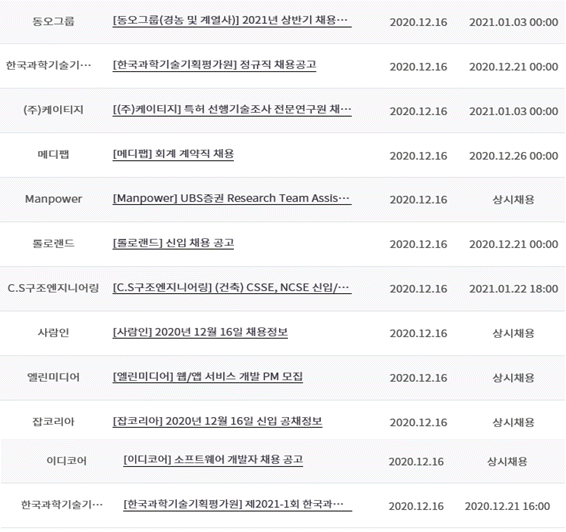 동오그룹 [동오그룹(경농 및 계열사)] 2021년 상반기 채용··· 2020.12.16 2021.01.03 00:00
한국과학기술기··· [한국과학기술기획평가원] 정규직 채용공고 2020.12.16 2020.12.21 00:00
(주)케이티지 [(주)케이티지] 특허 선행기술조사 전문연구원 채··· 2020.12.16 2021.01.03 00:00
메디쨉 [메디쨉] 회계 계약직 채용 2020.12.16 2020.12.26 00:00
Manpower [Manpower] UBS증권 Research Team Assis··· 2020.12.16 상시채용
롤로랜드 [롤로랜드] 신입 채용 공고 2020.12.16 2020.12.21 00:00
C.S구조엔지니어링 [C.S구조엔지니어링] (건축) CSSE, NCSE 신입/··· 2020.12.16 2021.01.22 18:00
사람인 [사람인] 2020년 12월 16일 채용정보 2020.12.16 상시채용
엘린미디어 [엘린미디어] 웹/앱 서비스 개발 PM 모집 2020.12.16 상시채용
잡코리아 [잡코리아] 2020년 12월 16일 신입 공채정보 2020.12.16 상시채용
이디코어 [이디코어] 소프트웨어 개발자 채용 공고 2020.12.16 상시채용
한국과학기술기··· [한국과학기술기획평가원] 제2021-1회 한국과··· 2020.12.16 2020.12.21 16:00